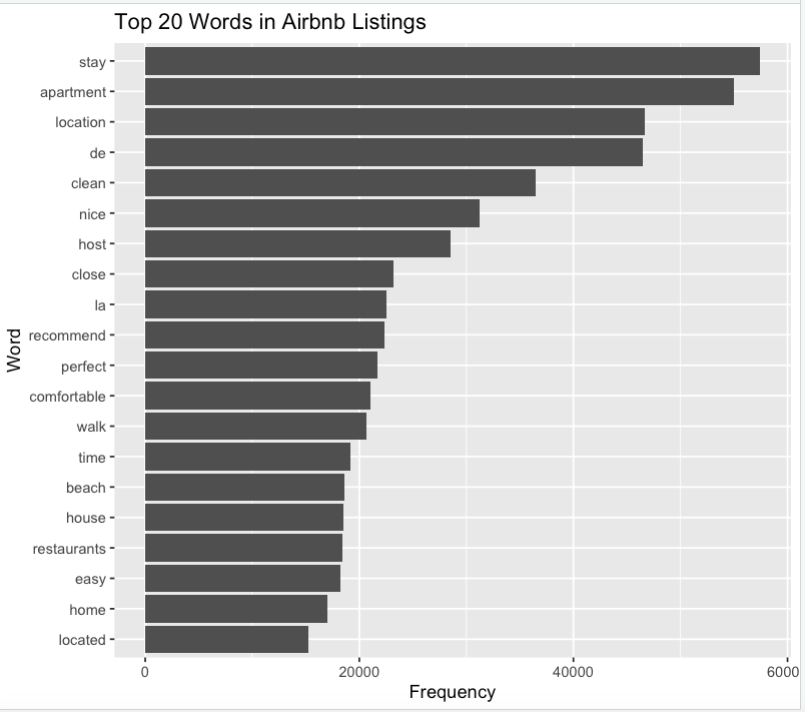 Top 20 Words in Airbnb Listings
stay
apartment
location
de
clean
nice
host
close
la
recommend
perfect
comfortable
walk
time
beach
house
restaurants
easy
home
located
Word
0 20000 40000 6000
Frequency